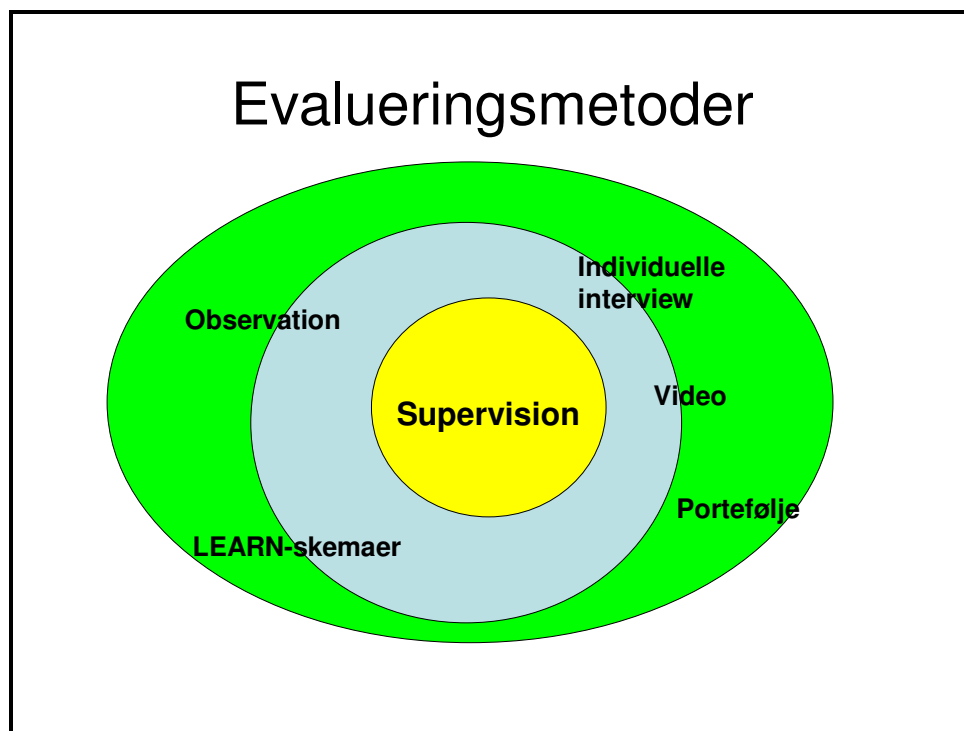 Evalueringsmetoder
Individuelle
interview
Observation
Video
Supervision
Portefølje
LEARN-skemaer